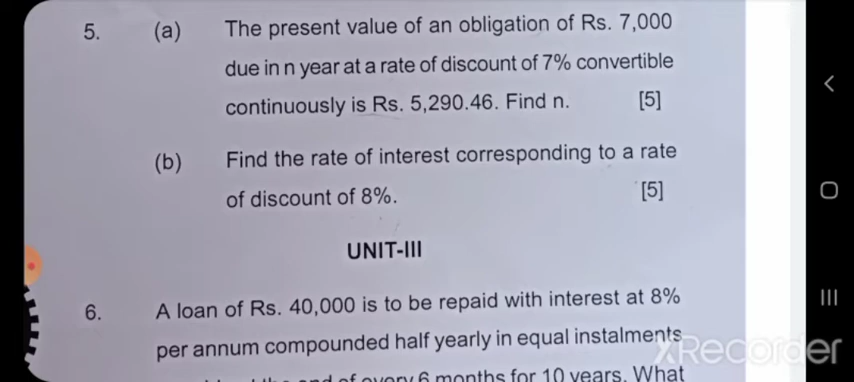 5. (a) The present value of an obligation of Rs. 7,000
due in n year at a rate of discount of 7% convertible
continuously is Rs. 5,290.46. Find n. [5]
(b) Find the rate of interest corresponding to a rate
of discount of 8%. [5]
UNIT-III
6. A loan of Rs. 40,000 is to be repaid with interest at 8%
per annum compounded half yearly in equal instalments
end of every 6 months for 10 years. What
XRecorder